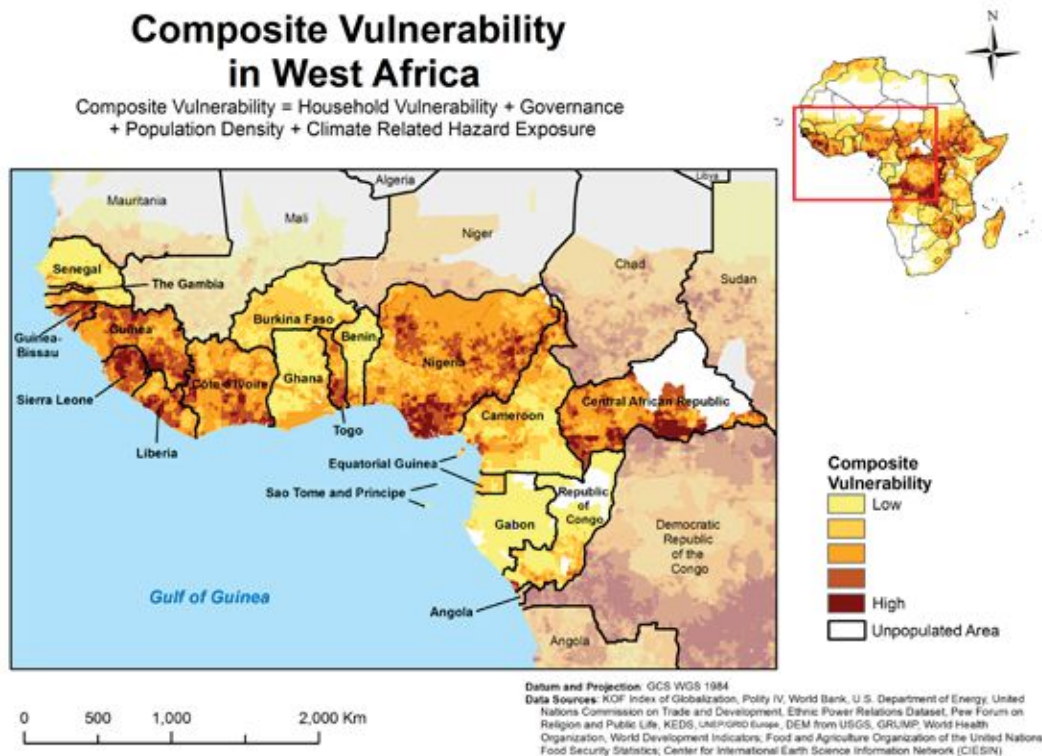 Composite Vulnerability
in West Africa
Composite Vulnerability = Household Vulnerability + Governance
+ Population Density + Climate Related Hazard Exposure
N
Algeria
Libya
Mauritania
Mali
Niger
Chad
Sudan
Senegal
The Gambia
Burkina Faso
Guinea-
Bissau
Guinea
Benin
Nigeria
Côte d'Ivoire
Ghana
Sierra Leone
Cameroon
Central African Republic
Togo
Liberia
Equatorial Guinea
Sao Tome and Principe
Republic
of
Congo
Gabon
Democratic
Republic
of the
Congo
Gulf of Guinea
Angola
Angola
Composite
Vulnerability
Low
High
Unpopulated Area
Datum and Projection: GCS WGS 1984
Data Sources: KOF Index of Globalization, Polity IV, World Bank, U.S. Department of Energy, United
Nations Commission on Trade and Development, Ethnic Power Relations Dataset, Pew Forum on
Religion and Public Life, KEDS, UNEP/GRID Europe, DEM from USGS, GRUMP, World Health
Organization, World Development Indicators; Food and Agriculture Organization of the United Nations
Food Security Statistics; Center for International Earth Science Information Network (CIESIN)
0 500 1,000 2,000 Km